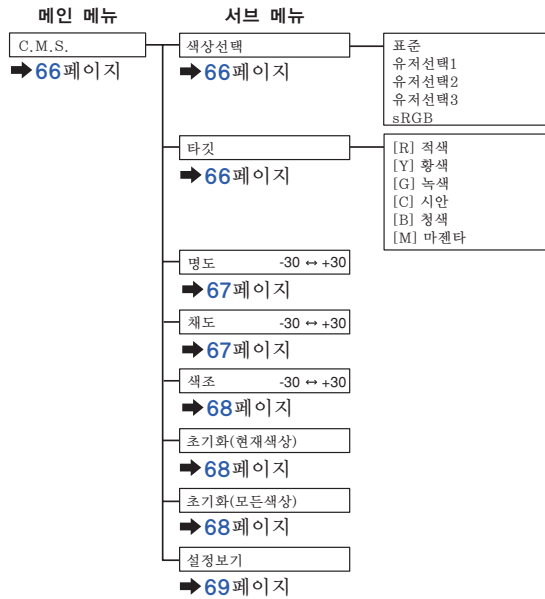 메인 메뉴
서브 메뉴
C.M.S.
➡66페이지
색상선택
➡66페이지
표준
유저선택1
유저선택2
유저선택3
sRGB
타깃
➡66페이지
[R] 적색
[Y] 황색
[G] 녹색
[C] 시안
[B] 청색
[M] 마젠타
명도 -30 ↔ +30
➡67페이지
채도 -30 ↔ +30
➡67페이지
색조 -30 ↔ +30
➡68페이지
초기화(현재색상)
➡68페이지
초기화(모든색상)
➡68페이지
설정보기
➡69페이지